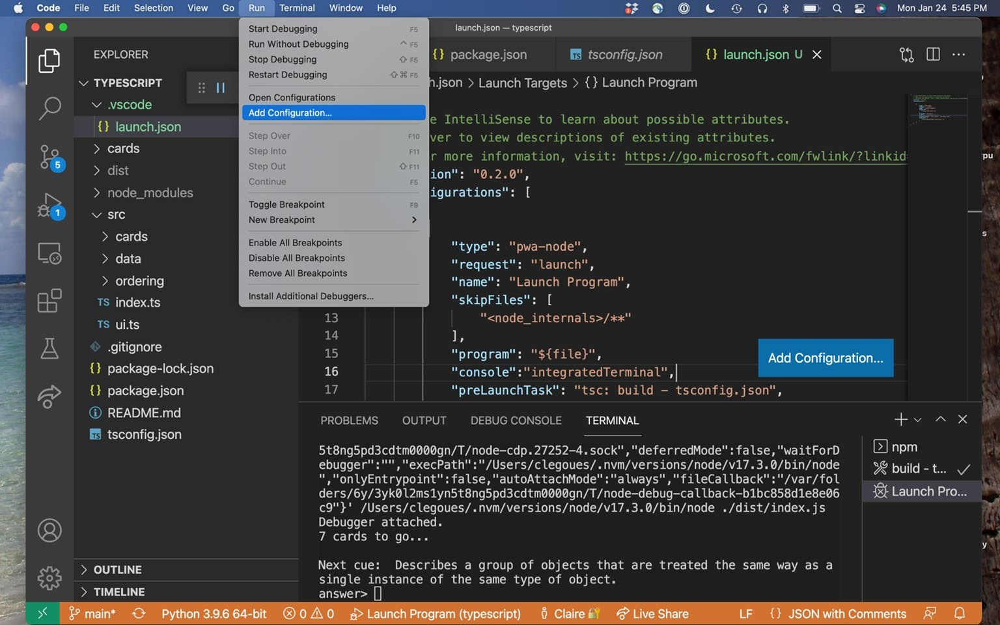 Code File Edit Selection View Go Run Terminal Window Help
3
Mon Jan 24 5:45 PM
launch.json — typescript
Start Debugging F5
Run Without Debugging ^ F5
Stop Debugging ⇧ F5
Restart Debugging ⇧ ⌘ F5
Open Configurations
Add Configuration...
Step Over F10
Step Into F11
Step Out ⇧ F11
Continue F5
Toggle Breakpoint F9
New Breakpoint
Enable All Breakpoints
Disable All Breakpoints
Remove All Breakpoints
Install Additional Debuggers...
EXPLORER
TYPESCRIPT
.vscode
{} launch.json
cards
dist
node_modules
src
cards
data
ordering
TS index.ts
TS ui.ts
.gitignore
{} package-lock.json
{} package.json
README.md
TS tsconfig.json
OUTLINE
TIMELINE
5
1
{} package.json
TS tsconfig.json
{} launch.json U
h.json > Launch Targets > {} Launch Program
e IntelliSense to learn about possible attributes.
ver to view descriptions of existing attributes.
r more information, visit: https://go.microsoft.com/fwlink/?linkid=
ion": "0.2.0",
igurations": [
"type": "pwa-node",
"request": "launch",
"name": "Launch Program",
"skipFiles": [
13 "<node_internals>/**"
14 ],
15 "program": "${file}",
16 "console":"integratedTerminal",
17 "preLaunchTask": "tsc: build - tsconfig.json",
Add Configuration...
PROBLEMS OUTPUT DEBUG CONSOLE TERMINAL
5t8ng5pd3cdtm0000gn/T/node-cdp.27252-4.sock","deferredMode":false,"waitForD
ebugger":"","execPath":"/Users/clegoues/.nvm/versions/node/v17.3.0/bin/node
","onlyEntrypoint":false,"autoAttachMode":"always","fileCallback":"/var/fol
ders/6y/3yk0l2ms1yn5t8ng5pd3cdtm0000gn/T/node-debug-callback-b1bc858d1e8e06
c9"}' /Users/clegoues/.nvm/versions/node/v17.3.0/bin/node ./dist/index.js
Debugger attached.
7 cards to go...
Next cue:  Describes a group of objects that are treated the same way as a
single instance of the same type of object.
answer>
npm
build - t...
Launch Pro...
main* Python 3.9.6 64-bit 0 0 Launch Program (typescript) Claire Live Share LF {} JSON with Comments
pu
s
y